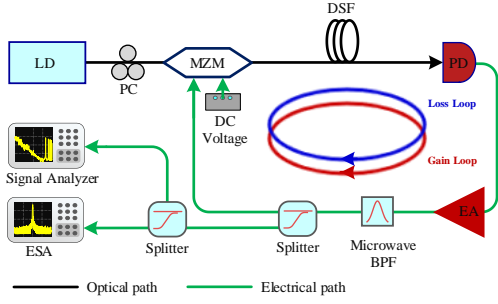 DSF
LD
MZM
PD
PC
DC
Voltage
Loss Loop
Gain Loop
Signal Analyzer
EA
ESA
Splitter
Splitter
Microwave
BPF
Optical path
Electrical path